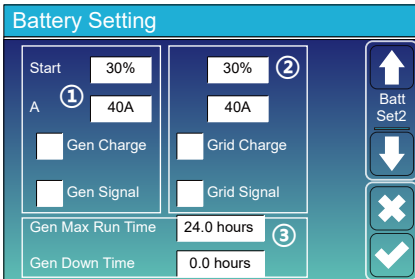 Battery Setting
Start 30% 30% ②
A ① 40A 40A
Batt
Set2
Gen Charge Grid Charge
Gen Signal Grid Signal
Gen Max Run Time 24.0 hours ③
Gen Down Time 0.0 hours